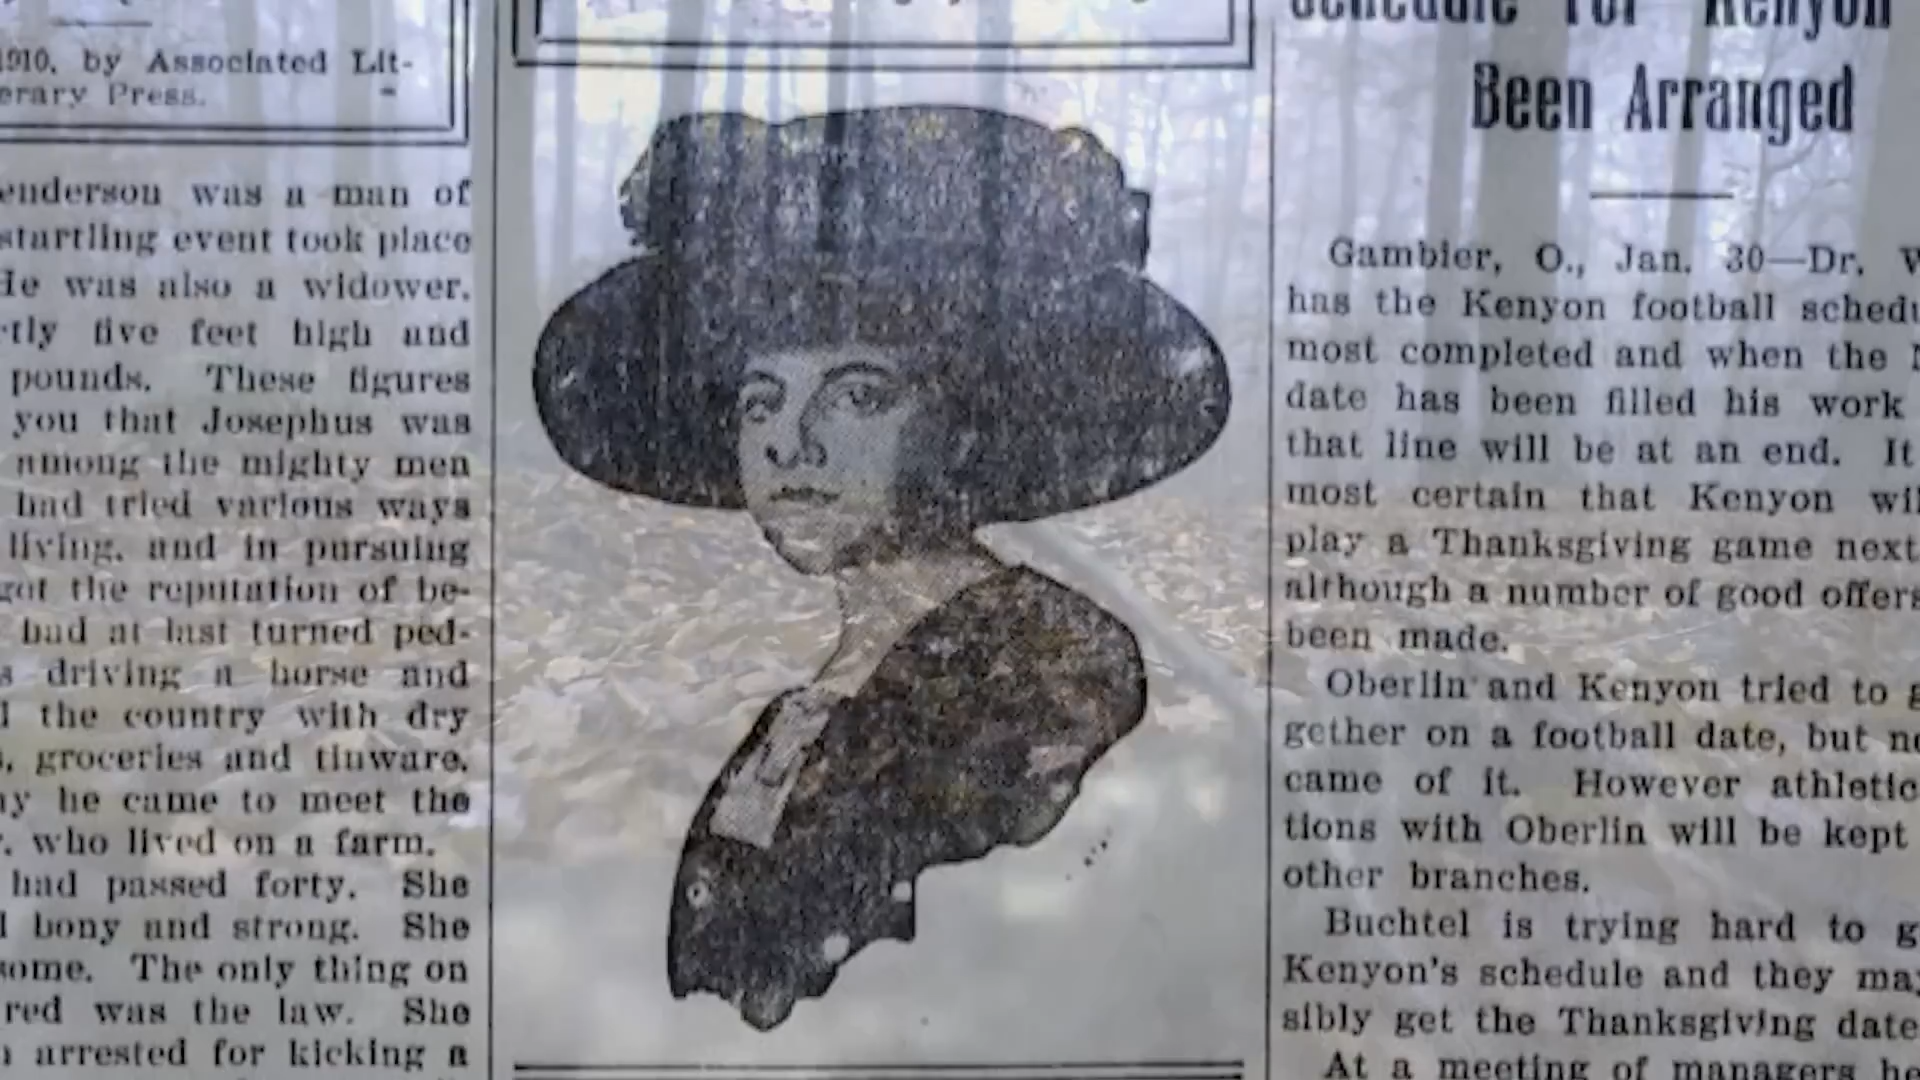 1910, by Associated Lit-
erary Press.
enderson was a man of
startling event took place
He was also a widower.
five feet high and
pounds. These figures
you that Josephus was
among the mighty men
had tried various ways
living, and in pursuing
got the reputation of be-
had at last turned ped-
driving a horse and
the country with dry
groceries and tinware.
he came to meet the
who lived on a farm.
had passed forty. She
bony and strong. She
The only thing on
red was the law. She
arrested for kicking a
Schedule for Kenyon
Been Arranged
Gambier, O., Jan. 30—Dr. W
has the Kenyon football
most completed and when the
date has been filled his work
that line will be at an end. It
most certain that Kenyon
play a Thanksgiving game next
although a number of good offers
been made.
Oberlin and Kenyon tried to
gether on a football date, but
came of it. However athletic
tions with Oberlin will be kept
other branches.
Buchtel is trying hard to
Kenyon's schedule and they may
sibly get the Thanksgiving date
At a meeting of managers